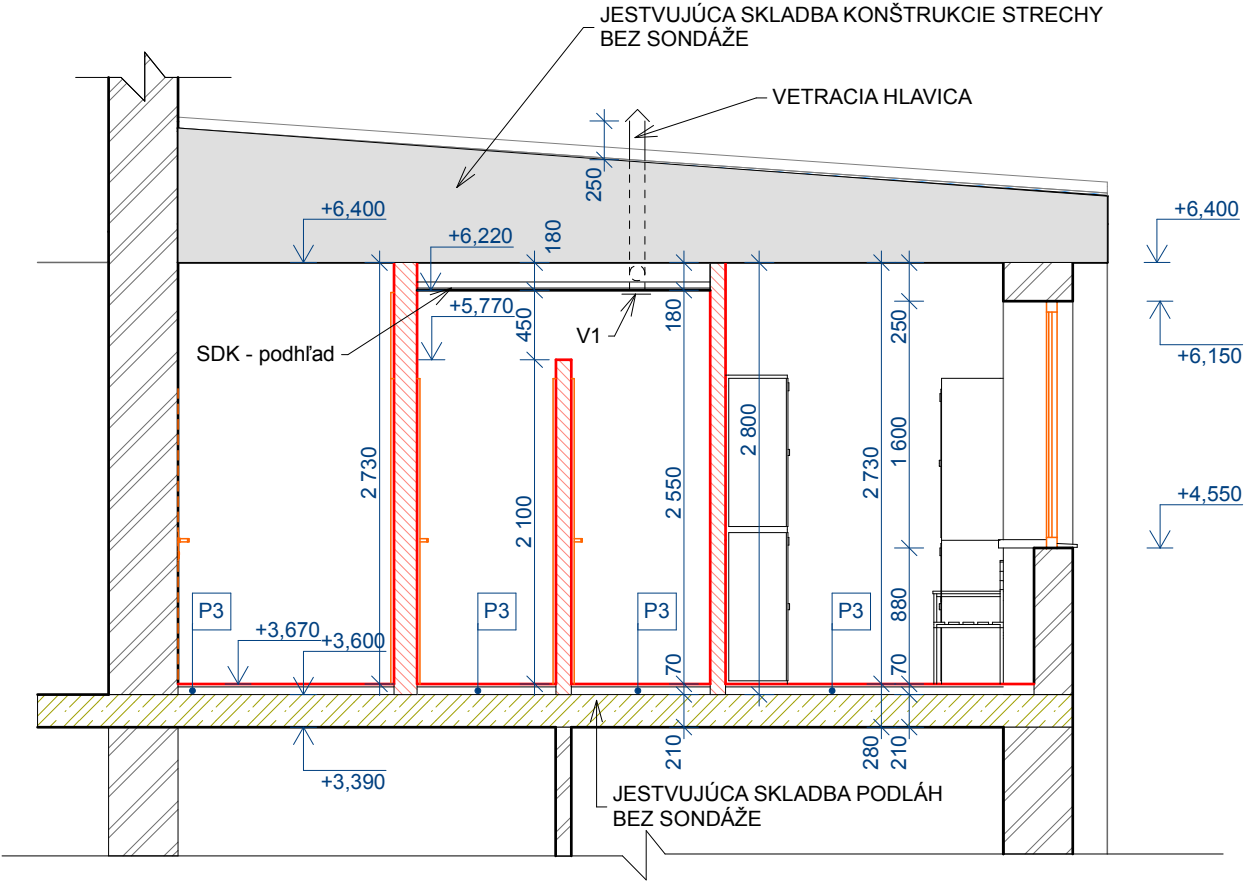 JESTVUJÚCA SKLADBA KONŠTRUKCIE STRECHY
BEZ SONDÁŽE
VETRACIA HLAVICA
250
+6,400
+6,220
180
+6,400
+5,770
450
180
250
V1
SDK - podhľad
+6,150
2 730
2 100
2 550
2 800
2 730
1 600
+4,550
P3
P3
P3
P3
880
+3,670
+3,600
70
70
210
280
210
+3,390
JESTVUJÚCA SKLADBA PODLÁH
BEZ SONDÁŽE